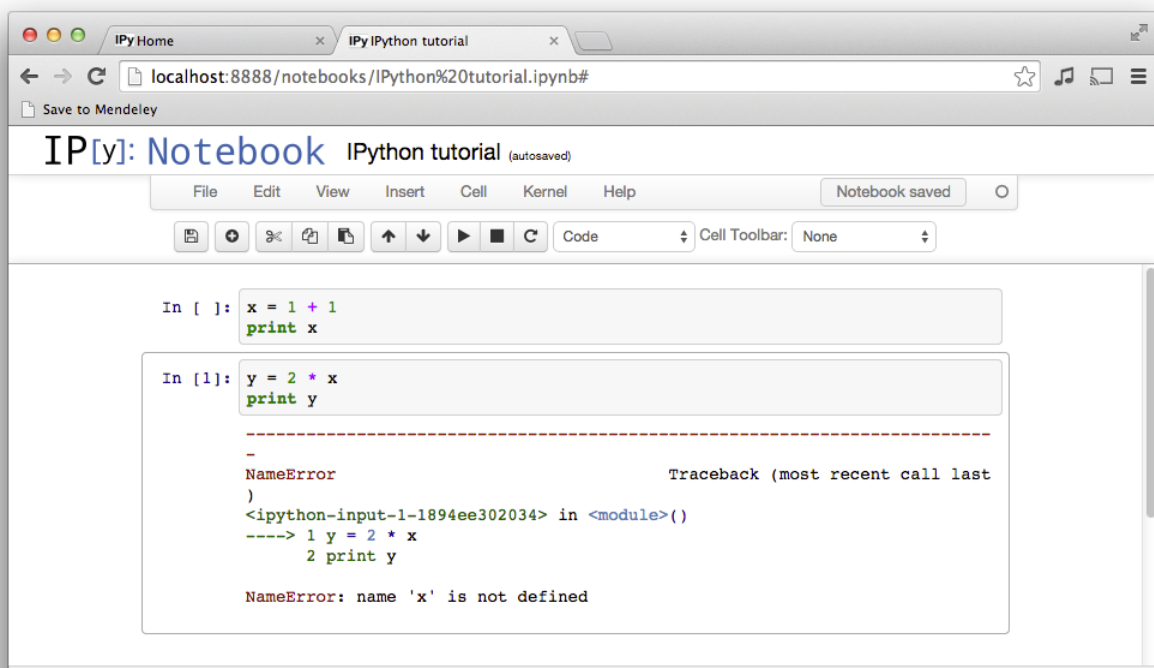 IPy Home × IPy IPython tutorial ×
localhost:8888/notebooks/IPython%20tutorial.ipynb#
Save to Mendeley
IP[y]: Notebook IPython tutorial (autosaved)
File Edit View Insert Cell Kernel Help Notebook saved
Code Cell Toolbar: None
In [ ]: x = 1 + 1
print x
In [1]: y = 2 * x
print y
---------------------------------------------------------------------------
-
NameError Traceback (most recent call last
)
<ipython-input-1-1894ee302034> in <module>()
----> 1 y = 2 * x
2 print y
NameError: name 'x' is not defined